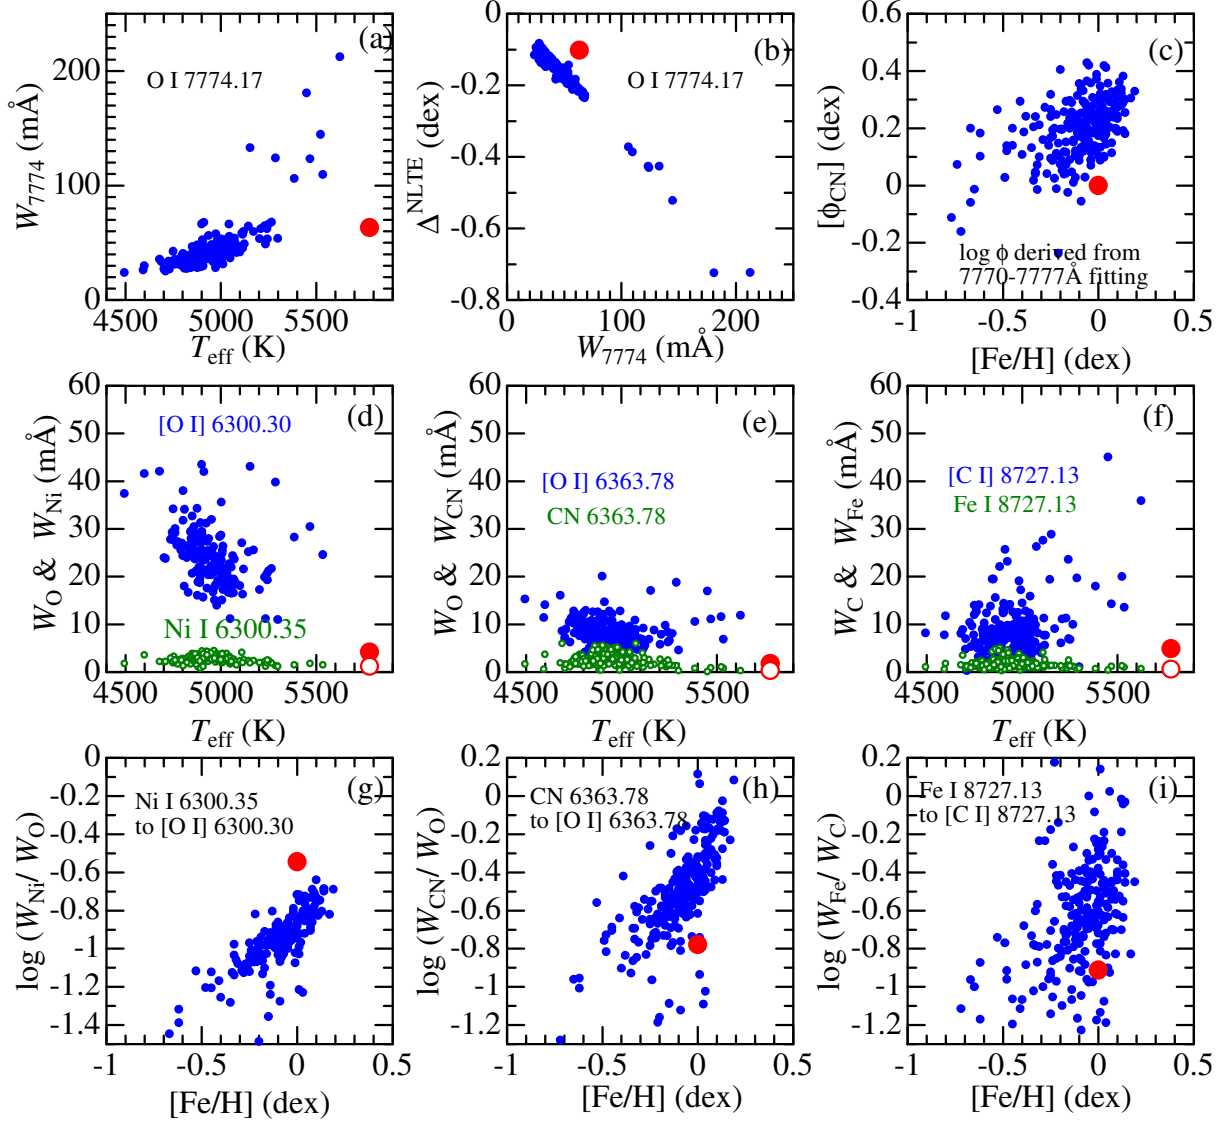 (a)
O I 7774.17
200
100
0
W7774 (mÅ)
4500 5000 5500
Teff (K)
(b)
O I 7774.17
0
-0.2
-0.4
-0.6
-0.8
ΔNLTE (dex)
0 100 200
W7774 (mÅ)
(c)
0.6
0.4
0.2
0
-0.2
-0.4
[ϕCN] (dex)
log ϕ derived from
7770-7777Å fitting
-1 -0.5 0 0.5
[Fe/H] (dex)
(d)
[O I] 6300.30
Ni I 6300.35
60
50
40
30
20
10
0
WO & WNi (mÅ)
4500 5000 5500
Teff (K)
(e)
[O I] 6363.78
CN 6363.78
60
50
40
30
20
10
0
WO & WCN (mÅ)
4500 5000 5500
Teff (K)
(f)
[C I] 8727.13
Fe I 8727.13
60
50
40
30
20
10
0
WC & WFe (mÅ)
4500 5000 5500
Teff (K)
(g)
Ni I 6300.35
to [O I] 6300.30
0
-0.2
-0.4
-0.6
-0.8
-1
-1.2
-1.4
log (WNi/ WO)
-1 -0.5 0 0.5
[Fe/H] (dex)
(h)
CN 6363.78
to [O I] 6363.78
0.2
0
-0.2
-0.4
-0.6
-0.8
-1
-1.2
log (WCN/ WO)
-1 -0.5 0 0.5
[Fe/H] (dex)
(i)
Fe I 8727.13
to [C I] 8727.13
0.2
0
-0.2
-0.4
-0.6
-0.8
-1
-1.2
log (WFe/ WC)
-1 -0.5 0 0.5
[Fe/H] (dex)